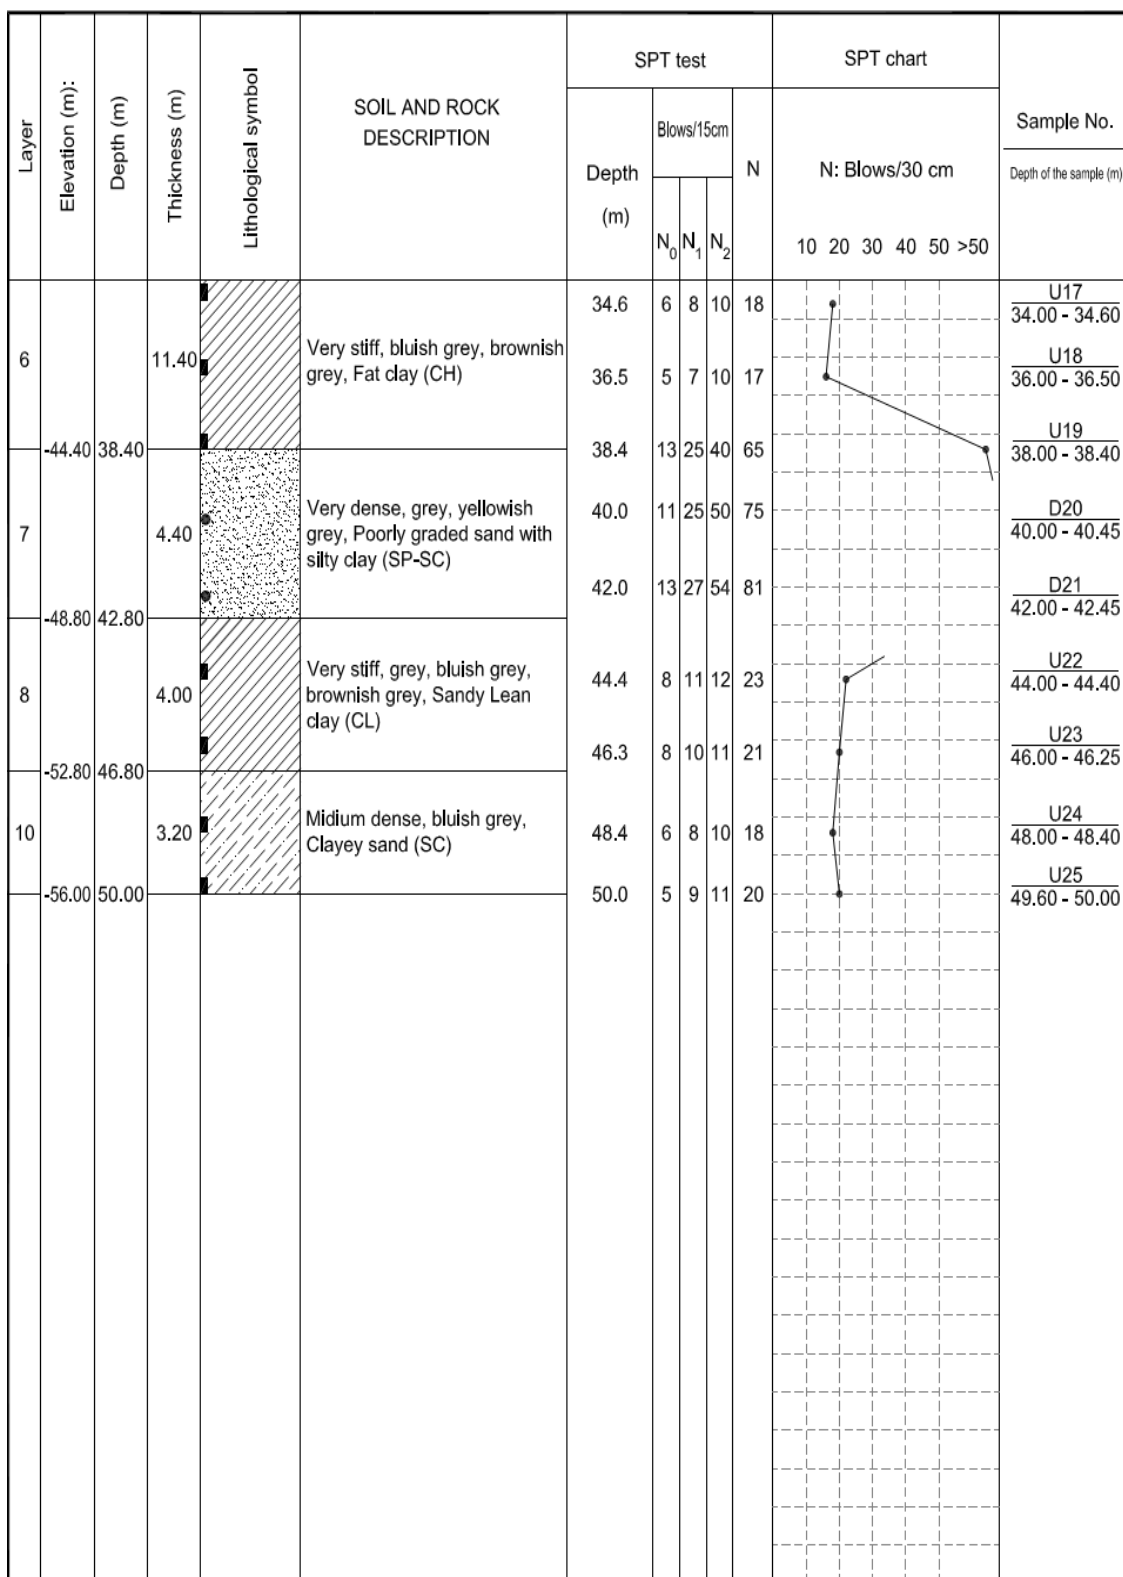 Layer
Elevation (m):
Depth (m)
Thickness (m)
Lithological symbol
SOIL AND ROCK
DESCRIPTION
SPT test
Depth
(m)
Blows/15cm
N0 N1 N2
N
SPT chart
N: Blows/30 cm
10 20 30 40 50 >50
Sample No.
Depth of the sample (m)
6 11.40
Very stiff, bluish grey, brownish
grey, Fat clay (CH)
34.6 6 8 10 18
U17
34.00 - 34.60
36.5 5 7 10 17
U18
36.00 - 36.50
-44.40 38.40
38.4 13 25 40 65
U19
38.00 - 38.40
7 4.40
Very dense, grey, yellowish
grey, Poorly graded sand with
silty clay (SP-SC)
40.0 11 25 50 75
D20
40.00 - 40.45
42.0 13 27 54 81
D21
42.00 - 42.45
-48.80 42.80
8 4.00
Very stiff, grey, bluish grey,
brownish grey, Sandy Lean
clay (CL)
44.4 8 11 12 23
U22
44.00 - 44.40
46.3 8 10 11 21
U23
46.00 - 46.25
-52.80 46.80
10 3.20
Midium dense, bluish grey,
Clayey sand (SC)
48.4 6 8 10 18
U24
48.00 - 48.40
-56.00 50.00
50.0 5 9 11 20
U25
49.60 - 50.00